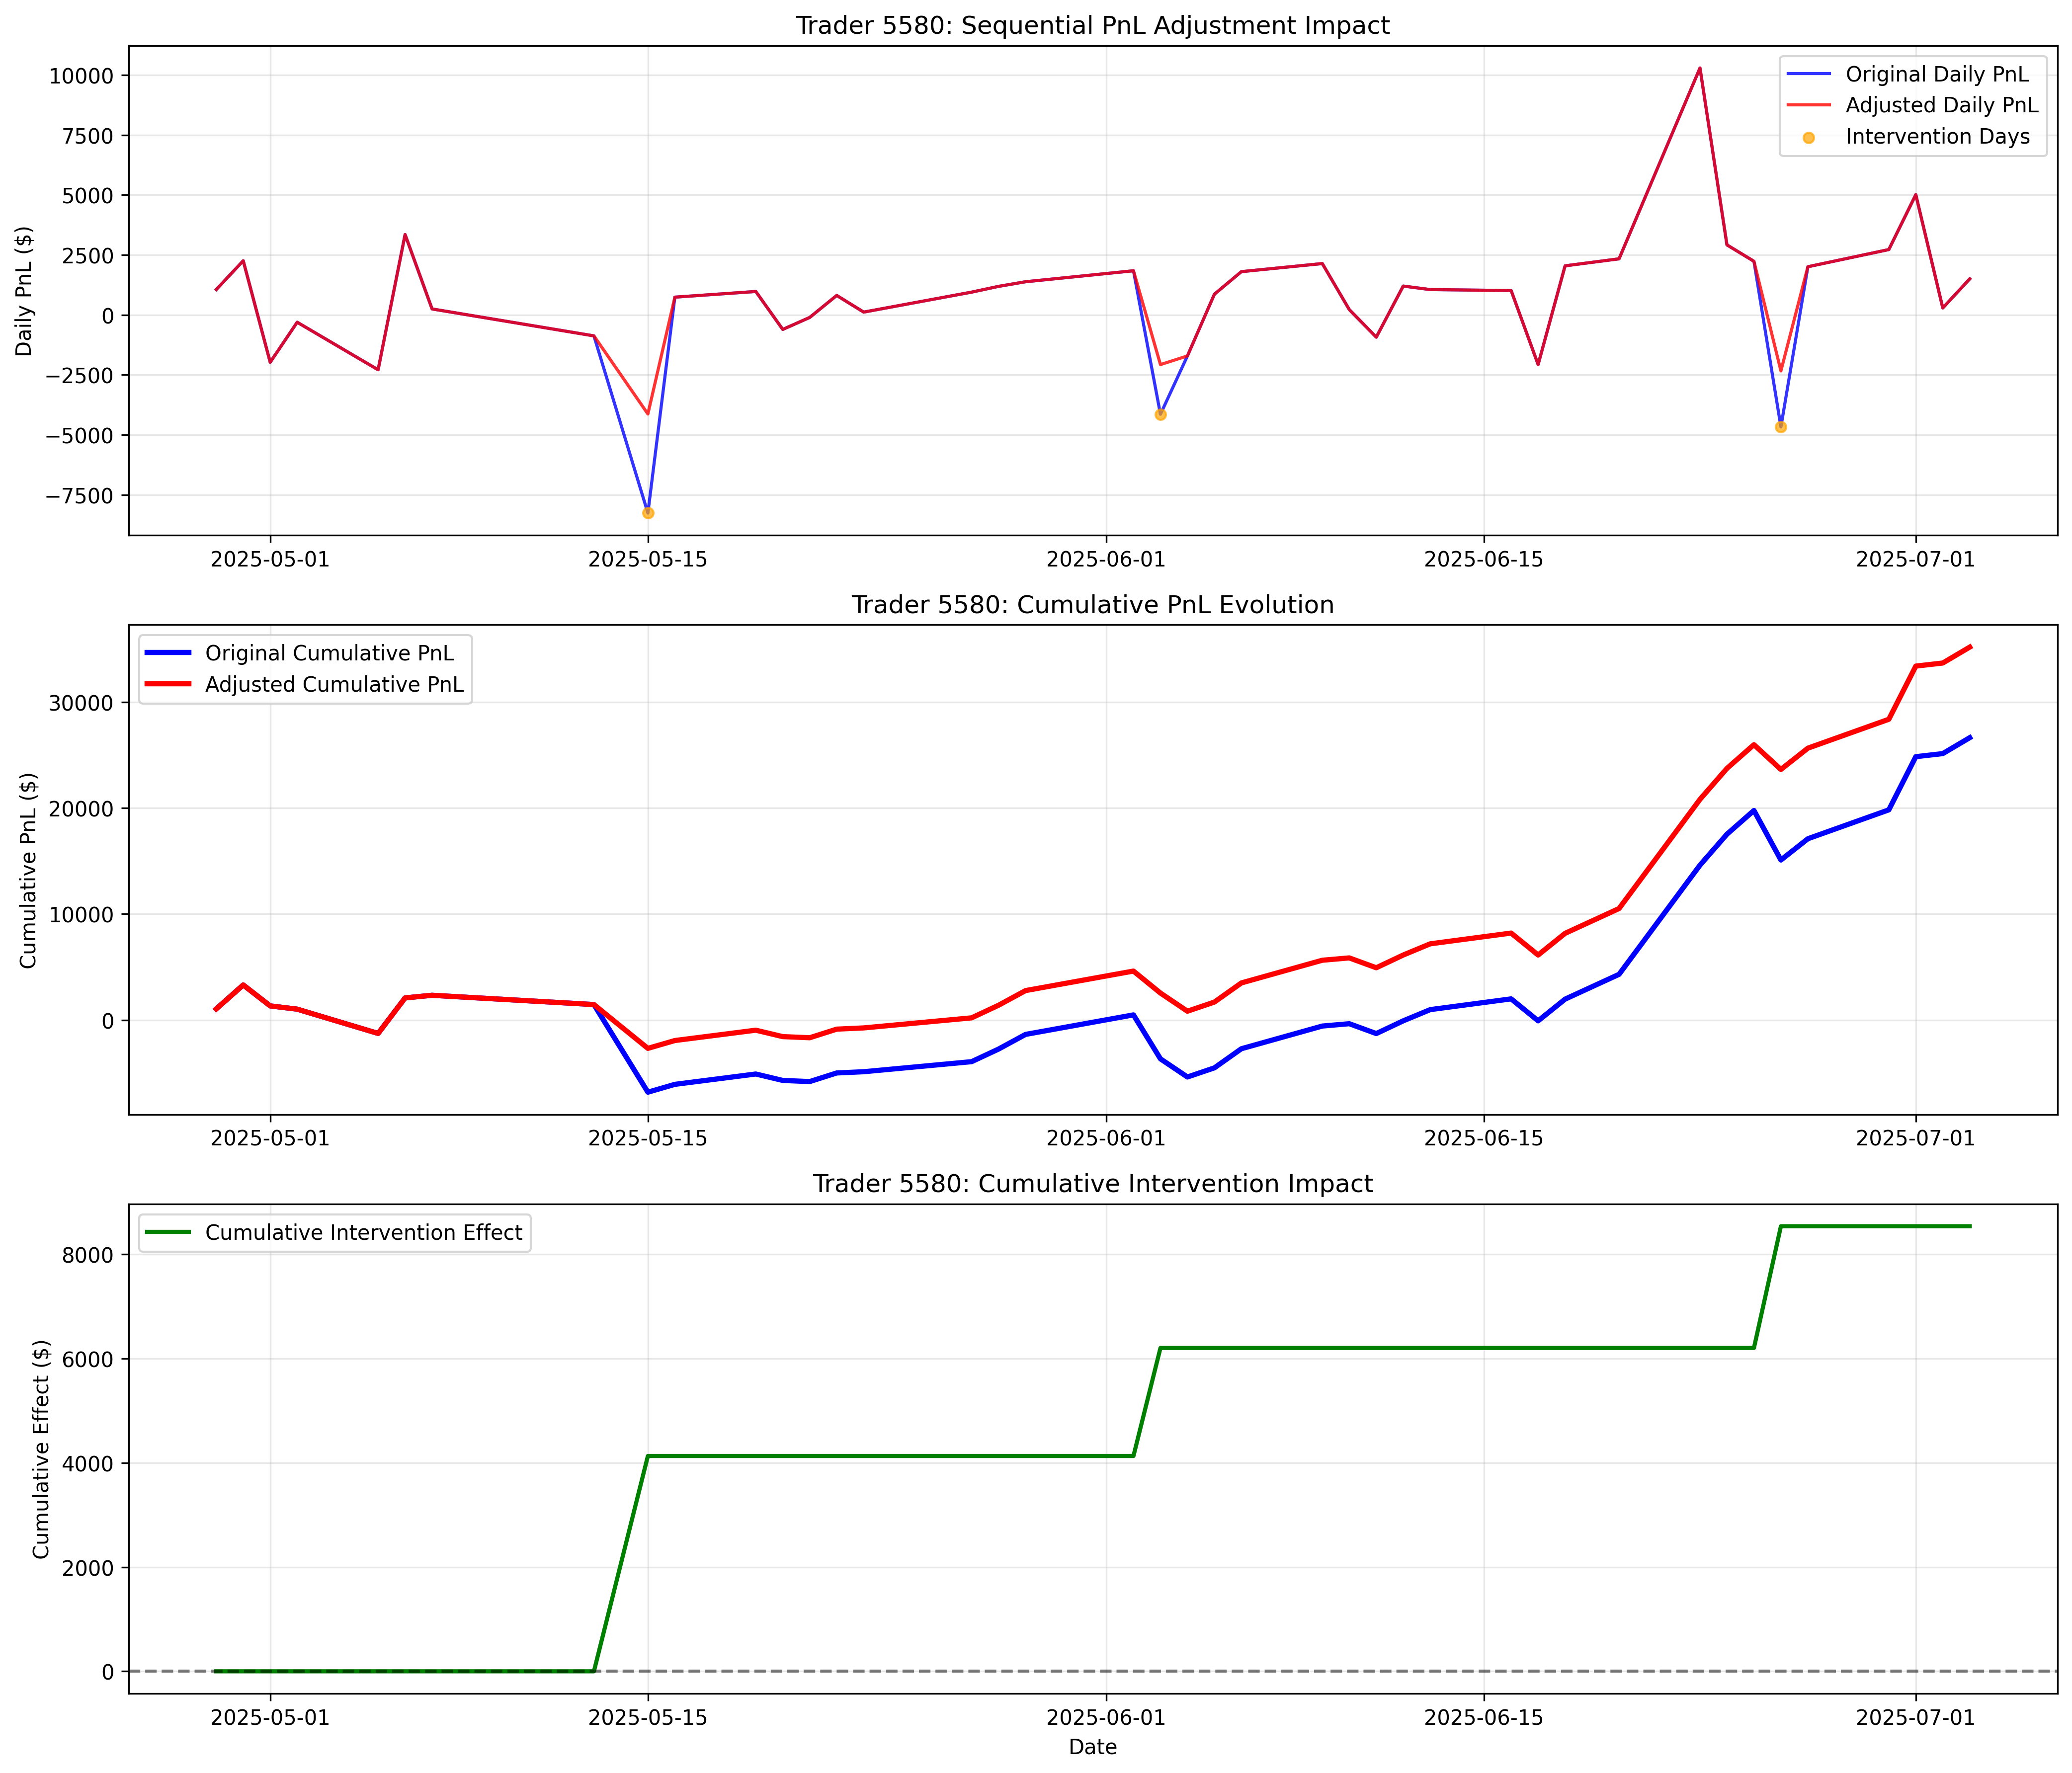 Trader 5580: Sequential PnL Adjustment Impact
Daily PnL ($)
10000
7500
5000
2500
0
−2500
−5000
−7500
Original Daily PnL
Adjusted Daily PnL
Intervention Days
2025-05-01 2025-05-15 2025-06-01 2025-06-15 2025-07-01
Trader 5580: Cumulative PnL Evolution
Cumulative PnL ($)
30000
20000
10000
0
Original Cumulative PnL
Adjusted Cumulative PnL
2025-05-01 2025-05-15 2025-06-01 2025-06-15 2025-07-01
Trader 5580: Cumulative Intervention Impact
Cumulative Effect ($)
8000
6000
4000
2000
0
Cumulative Intervention Effect
2025-05-01 2025-05-15 2025-06-01 2025-06-15 2025-07-01
Date